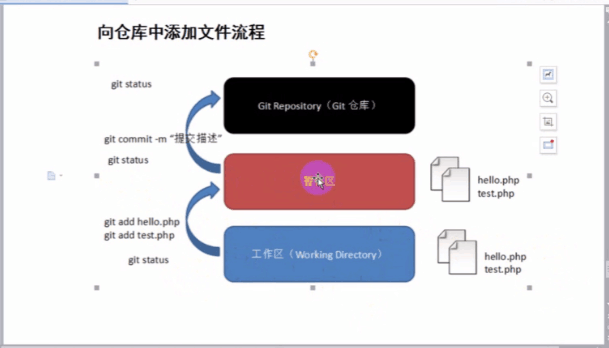 向仓库中添加文件流程
git status
Git Repository（Git 仓库）
git commit -m “提交描述”
git status
区
hello.php
test.php
git add hello.php
git add test.php
工作区（Working Directory）
git status
hello.php
test.php